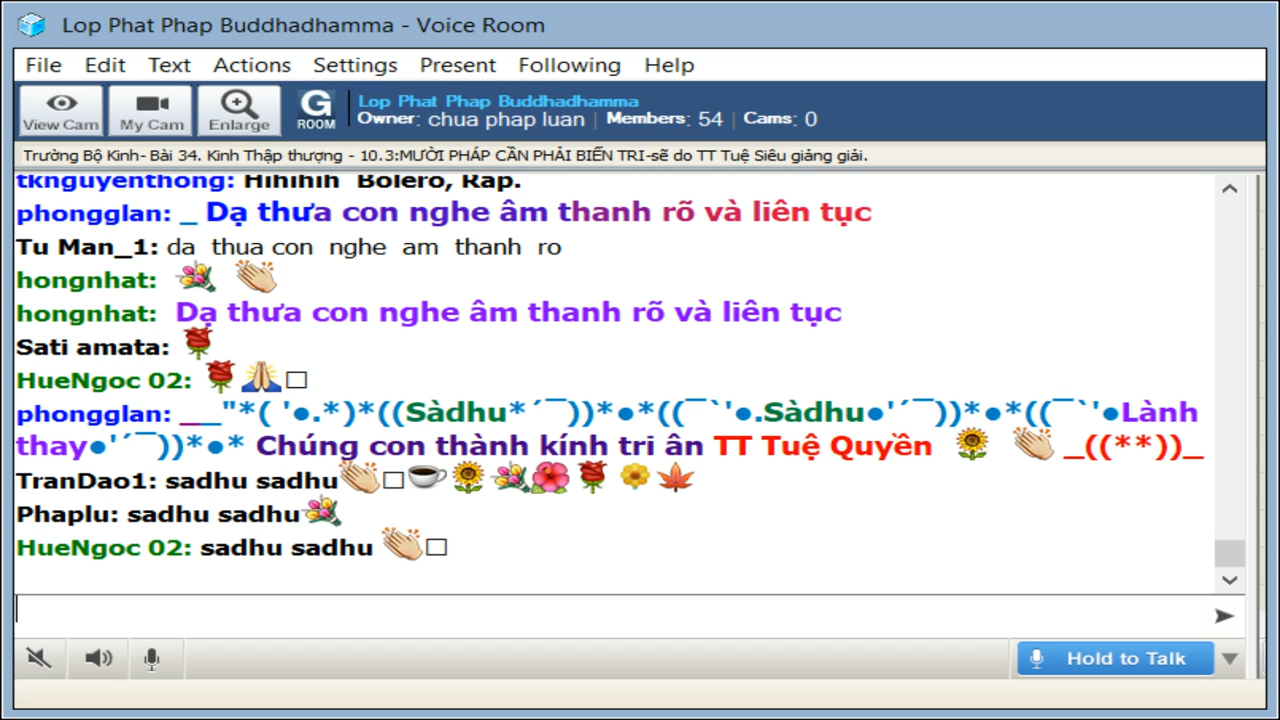 Lop Phat Phap Buddhadhamma - Voice Room
File Edit Text Actions Settings Present Following Help
View Cam My Cam Enlarge G ROOM
Lop Phat Phap Buddhadhamma
Owner: chua phap luan | Members: 54 | Cams: 0
Trường Bộ Kinh- Bài 34. Kinh Thập thượng - 10.3:MƯỜI PHÁP CẦN PHẢI BIẾN TRI-sẽ do TT Tuệ Siêu giảng giải.
tknguyenthong: Hihihih Bolero, Rap.
phongglan: _ Dạ thưa con nghe âm thanh rõ và liên tục
Tu Man_1: da thua con nghe am thanh ro
hongnhat: 💐 👏
hongnhat: Dạ thưa con nghe âm thanh rõ và liên tục
Sati amata: 🌹
HueNgoc 02: 🌹🙏□
phongglan: __"*( '●.*)*((Sàdhu*´¯))*●*((¯`'●.Sàdhu●'´¯))*●*((¯`'●Lành
thay●'´¯))*●* Chúng con thành kính tri ân TT Tuệ Quyền 🌻 👏 _((**))_
TranDao1: sadhu sadhu👏□☕🌻💐🌺🌹🌼🍁
Phaplu: sadhu sadhu💐
HueNgoc 02: sadhu sadhu 👏□
Hold to Talk